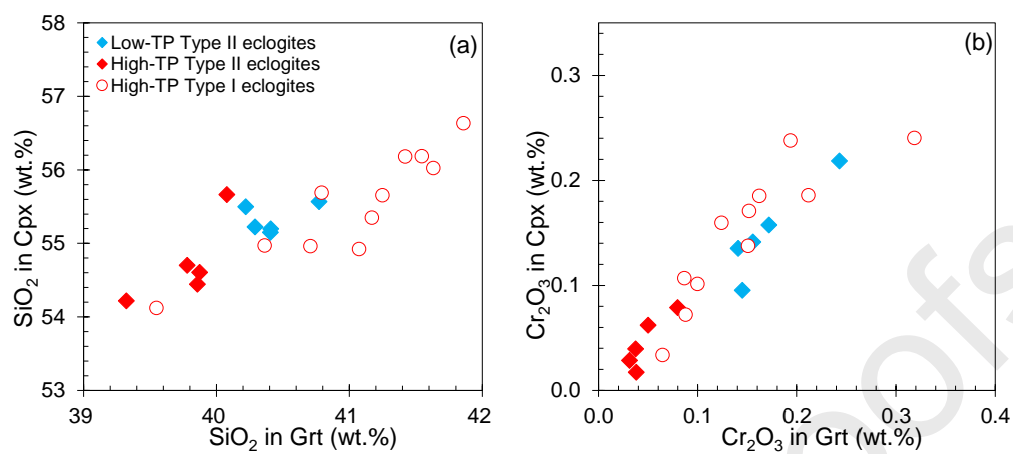 58
57
56
55
54
53
39
40
41
42
SiO₂ in Cpx (wt.%)
SiO₂ in Grt (wt.%)
(a)
Low-TP Type II eclogites
High-TP Type II eclogites
High-TP Type I eclogites
0.3
0.2
0.1
0.0
0.0
0.1
0.2
0.3
0.4
Cr₂O₃ in Cpx (wt.%)
Cr₂O₃ in Grt (wt.%)
(b)
oofs